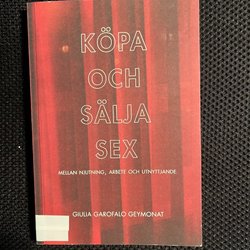 KÖPA
OCH
SÄLJA
SEX
MELLAN NJUTNING, ARBETE OCH UTNYTTJANDE
GIULIA GAROFALO GEYMONAT